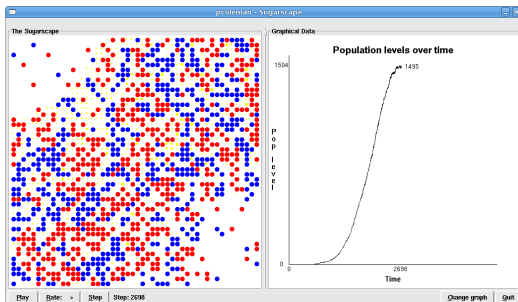 pcoleman - Sugarscape
The Sugarscape
Graphical Data
Population levels over time
1504
1495
Pop level
0
0
2698
Time
Play
Rate:
>
Step
Step: 2698
Change graph
Quit